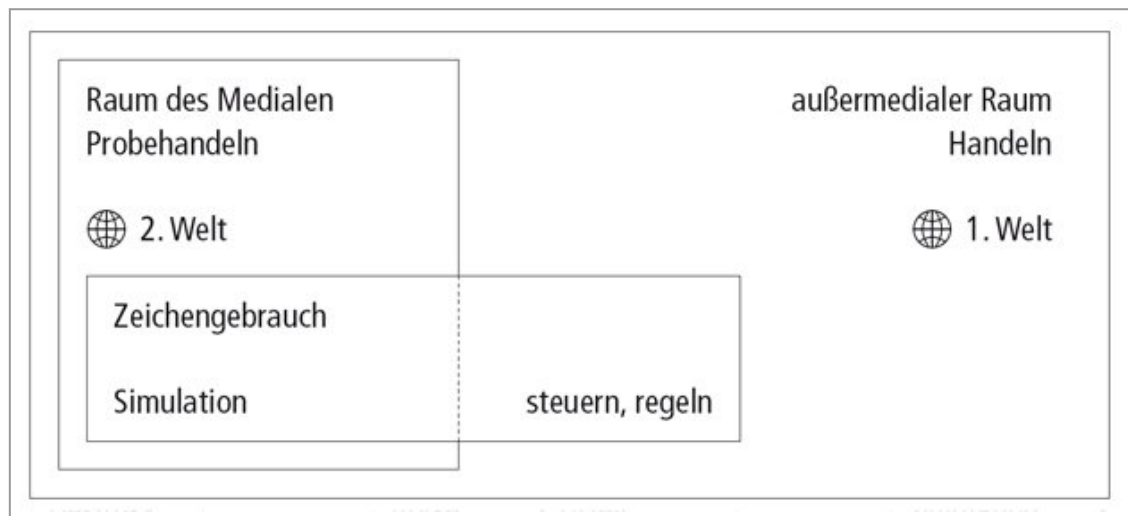 Raum des Medialen
Probehandeln
außermedialer Raum
Handeln
2. Welt
1. Welt
Zeichengebrauch
Simulation
steuern, regeln